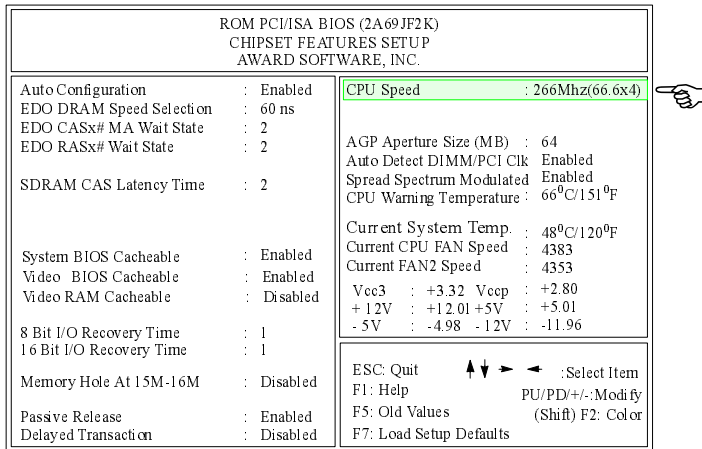 ROM PCI/ISA BIOS (2A69JF2K)
CHIPSET FEATURES SETUP
AWARD SOFTWARE, INC.
Auto Configuration : Enabled
EDO DRAM Speed Selection : 60 ns
EDO CASx# MA Wait State : 2
EDO RASx# Wait State : 2
SDRAM CAS Latency Time : 2
System BIOS Cacheable : Enabled
Video BIOS Cacheable : Enabled
Video RAM Cacheable : Disabled
8 Bit I/O Recovery Time : 1
16 Bit I/O Recovery Time : 1
Memory Hole At 15M-16M : Disabled
Passive Release : Enabled
Delayed Transaction : Disabled
CPU Speed : 266Mhz(66.6x4)
AGP Aperture Size (MB) : 64
Auto Detect DIMM/PCI Clk Enabled
Spread Spectrum Modulated Enabled
CPU Warning Temperature : 66⁰C/151⁰F
Current System Temp. : 48⁰C/120⁰F
Current CPU FAN Speed : 4383
Current FAN2 Speed : 4353
Vcc3 : +3.32 Vccp : +2.80
+ 12V : +12.01 +5V : +5.01
- 5V : -4.98 - 12V : -11.96
ESC: Quit :Select Item
F1: Help PU/PD/+/-:Modify
F5: Old Values (Shift) F2: Color
F7: Load Setup Defaults